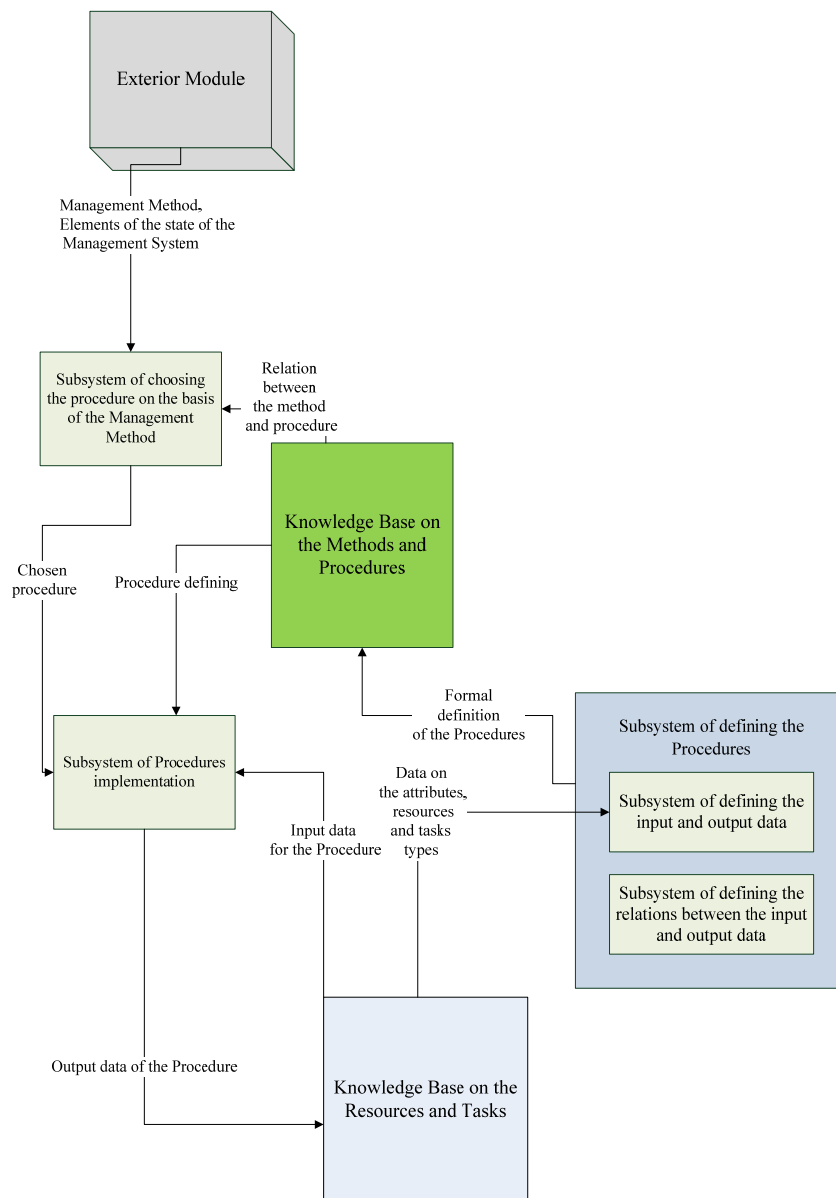 Exterior Module
Management Method,
Elements of the state of the
Management System
Subsystem of choosing
the procedure on the basis
of the Management
Method
Relation
between
the method
and procedure
Knowledge Base on
the Methods and
Procedures
Chosen
procedure
Procedure defining
Formal
definition
of the Procedures
Subsystem of defining the
Procedures
Subsystem of Procedures
implementation
Data on
the attributes,
resources
and tasks
types
Subsystem of defining the
input and output data
Input data
for the Procedure
Subsystem of defining the
relations between the input
and output data
Output data of the Procedure
Knowledge Base on the
Resources and Tasks